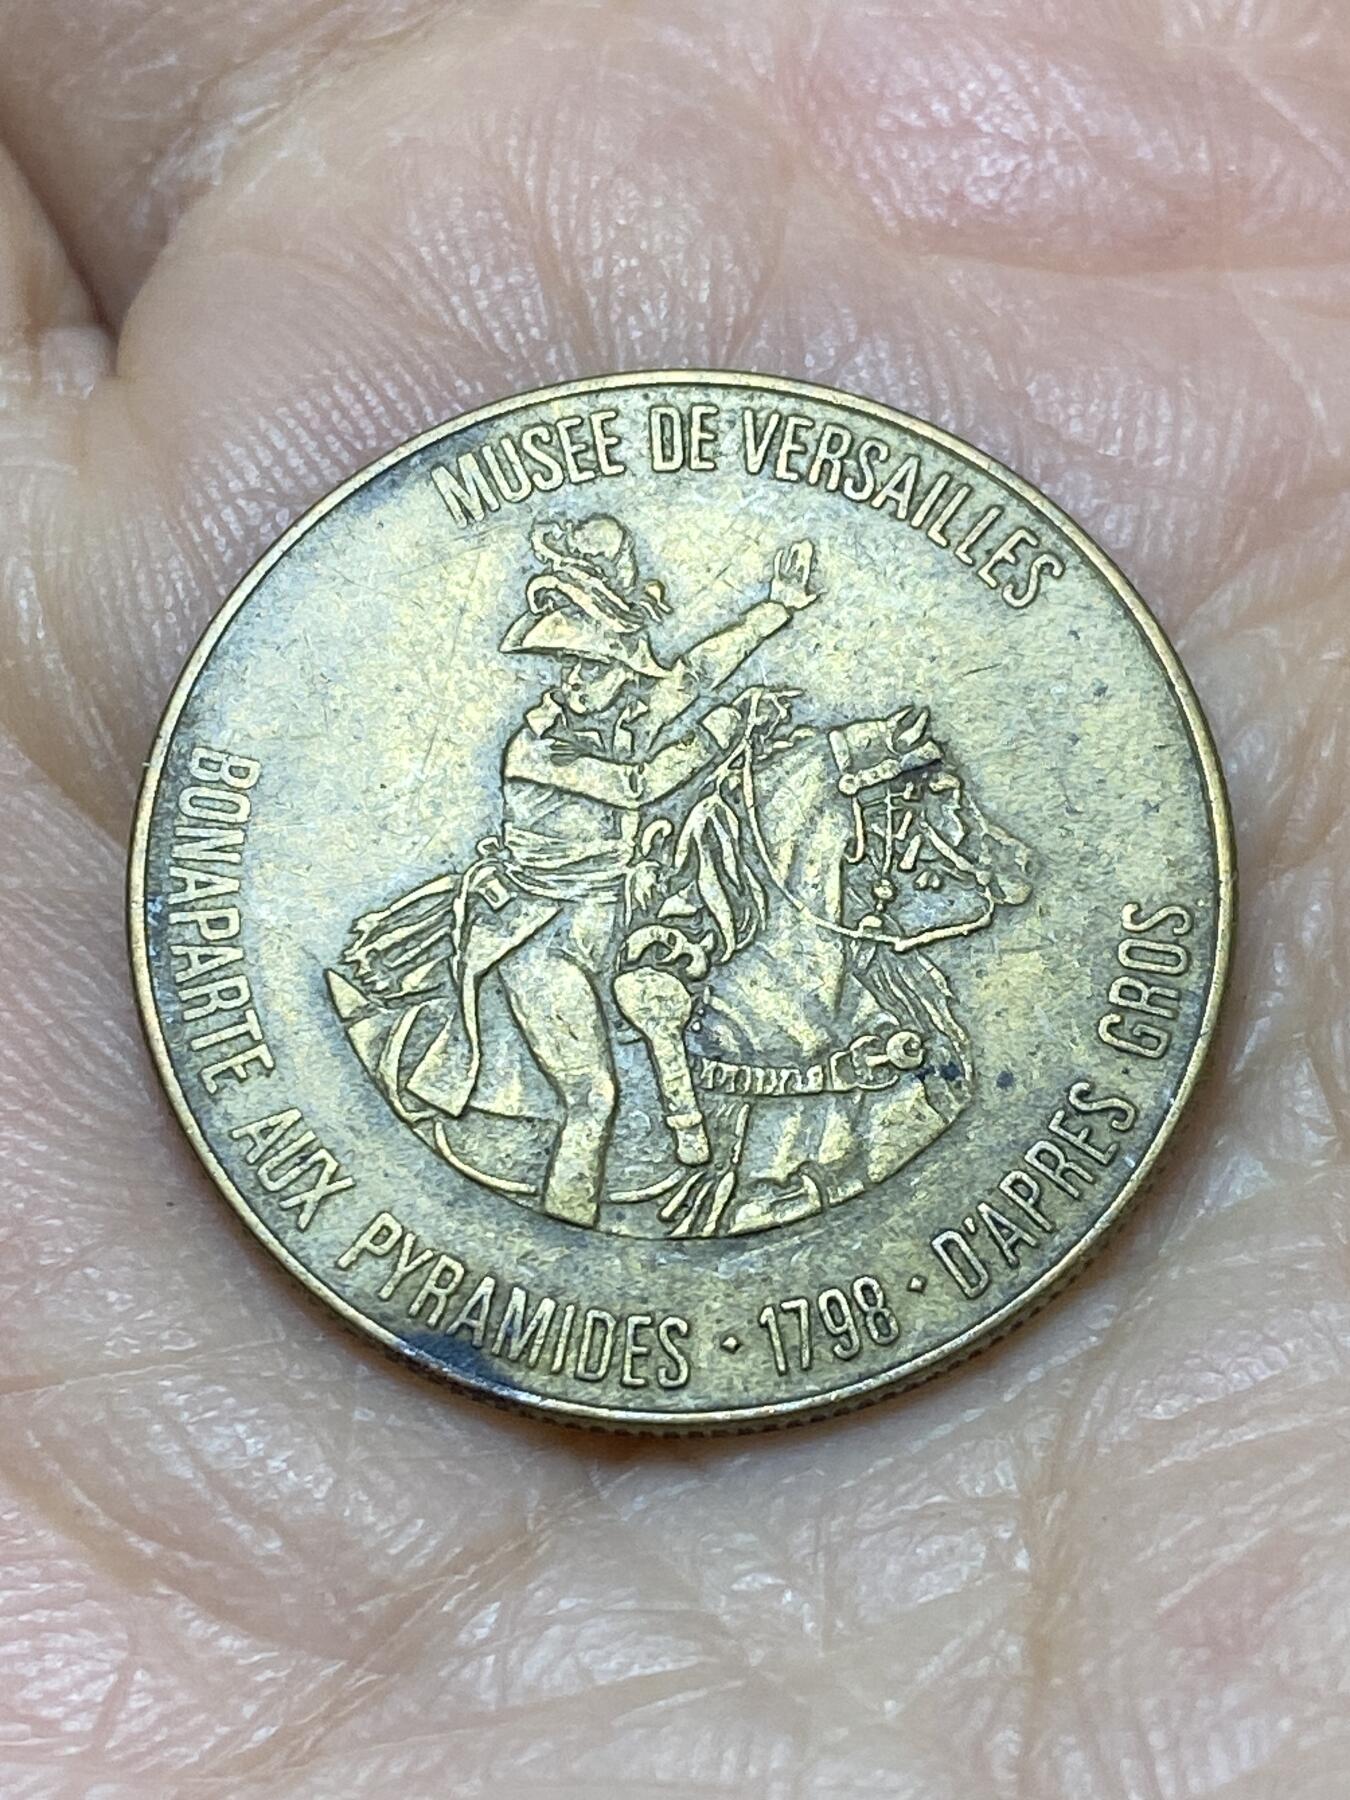 MUSEE DE VERSAILLES
BONAPARTE AUX PYRAMIDES · 1798 · D'APRES GROS